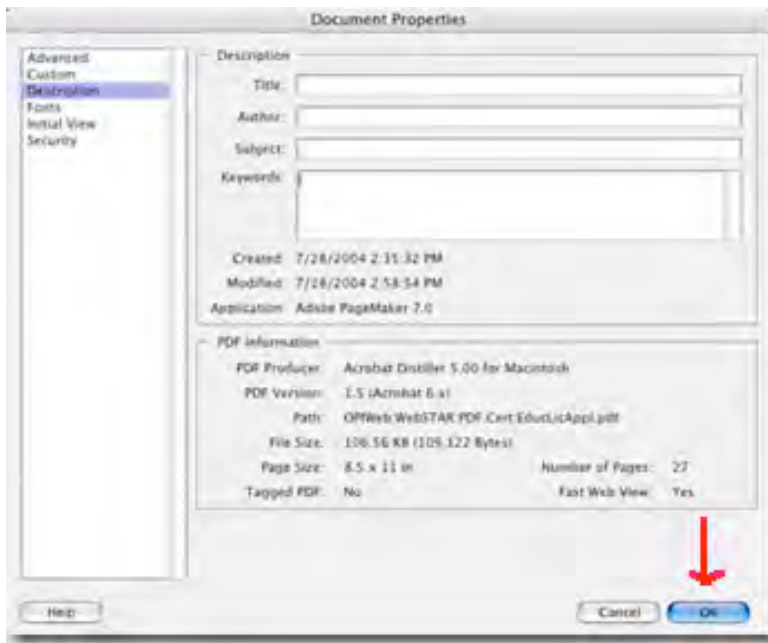 Document Properties
Advanced
Custom
Description
Fonts
Initial View
Security
Description
Title:
Author:
Subject:
Keywords:
Created: 7/28/2004 2:35:32 PM
Modified: 7/28/2004 2:58:54 PM
Application: Adobe PageMaker 7.0
PDF Information
PDF Producer: Acrobat Distiller 5.00 for Macintosh
PDF Version: 1.5 (Acrobat 6.x)
Path: OPIWeb:WebSTAR:PDF:Cert:EducLicAppl.pdf
File Size: 106.56 KB (109,122 Bytes)
Page Size: 8.5 x 11 in Number of Pages: 27
Tagged PDF: No Fast Web View: Yes
Help Cancel OK